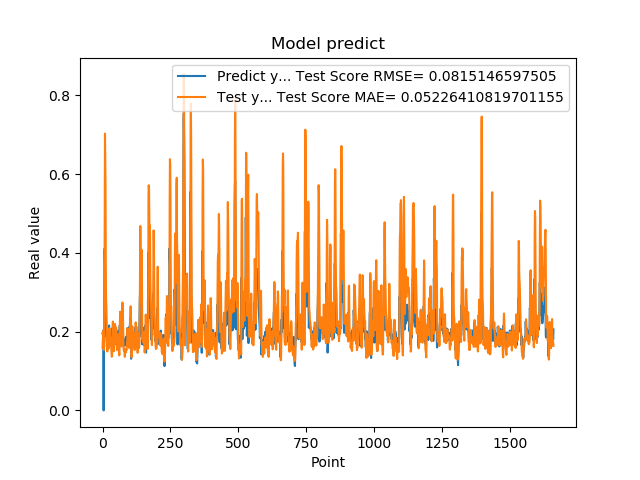 Model predict
Predict y... Test Score RMSE= 0.0815146597505
Test y... Test Score MAE= 0.05226410819701155
0.8
0.6
0.4
0.2
0.0
Real value
0 250 500 750 1000 1250 1500
Point